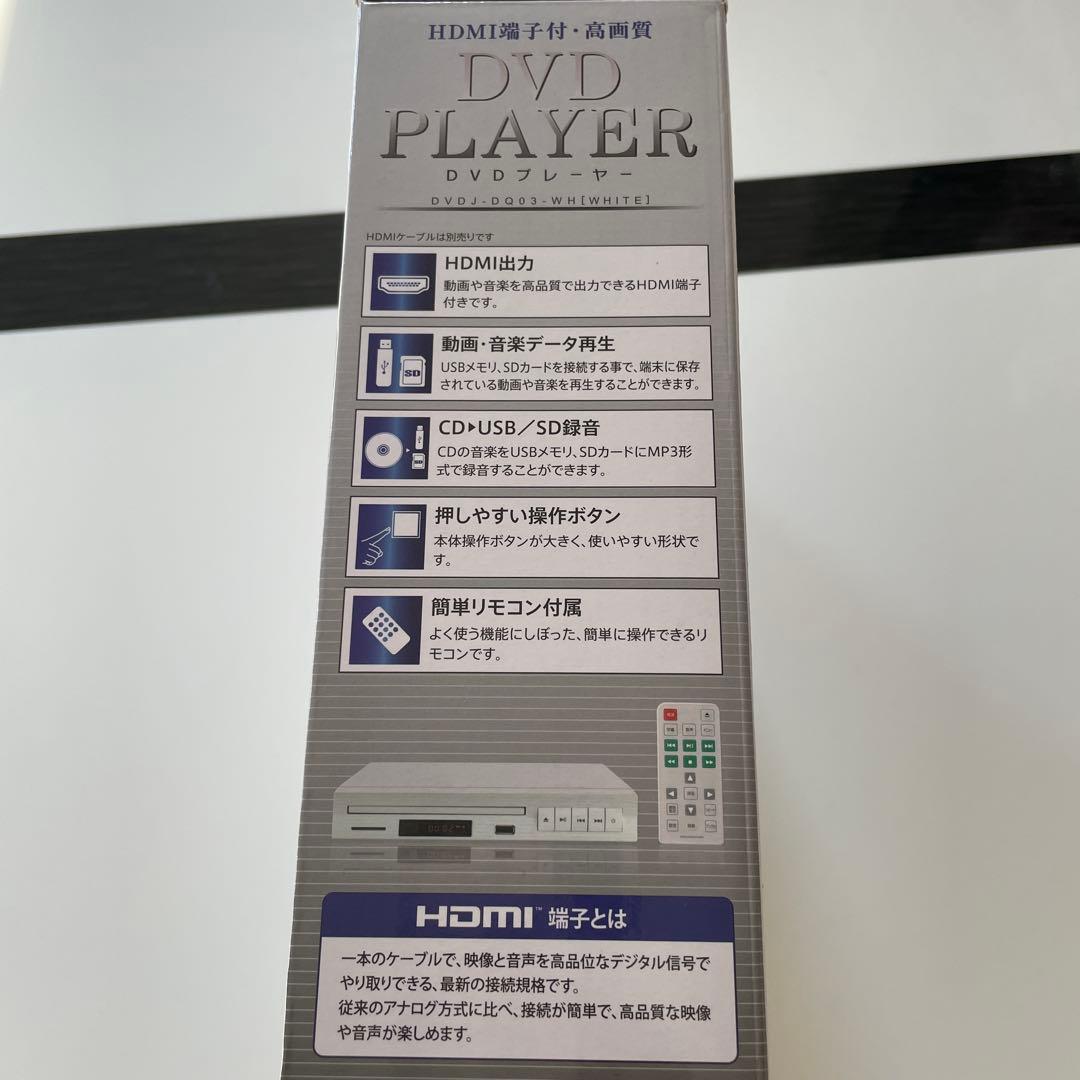 HDMI端子付・高画質
DVD
PLAYER
DVDプレーヤー
DVDJ-DQ03-WH[WHITE]
HDMIケーブルは別売りです
HDMI出力
動画や音楽を高品質で出力できるHDMI端子
付きです。
動画・音楽データ再生
USBメモリ、SDカードを接続する事で、端末に保存
されている動画や音楽を再生することができます。
SD
CD▶USB／SD録音
CDの音楽をUSBメモリ、SDカードにMP3形
式で録音することができます。
SD
押しやすい操作ボタン
本体操作ボタンが大きく、使いやすい形状で
す。
簡単リモコン付属
よく使う機能にしぼった、簡単に操作できるリ
モコンです。
HDMI™ 端子とは
一本のケーブルで、映像と音声を高品位なデジタル信号で
やり取りできる、最新の接続規格です。
従来のアナログ方式に比べ、接続が簡単で、高品質な映像
や音声が楽しめます。